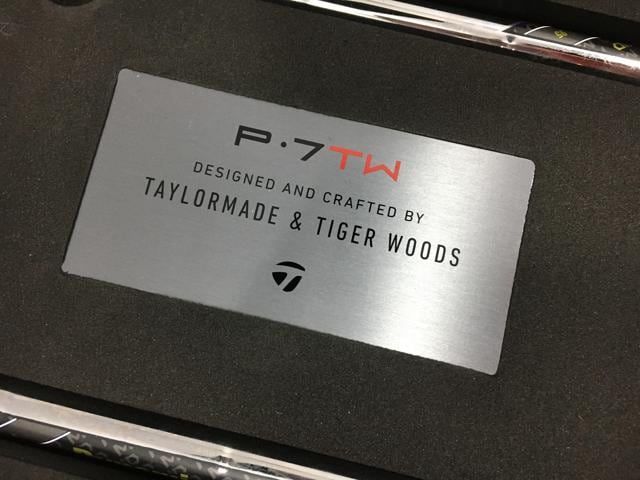 P·7TW
DESIGNED AND CRAFTED BY
TAYLORMADE & TIGER WOODS